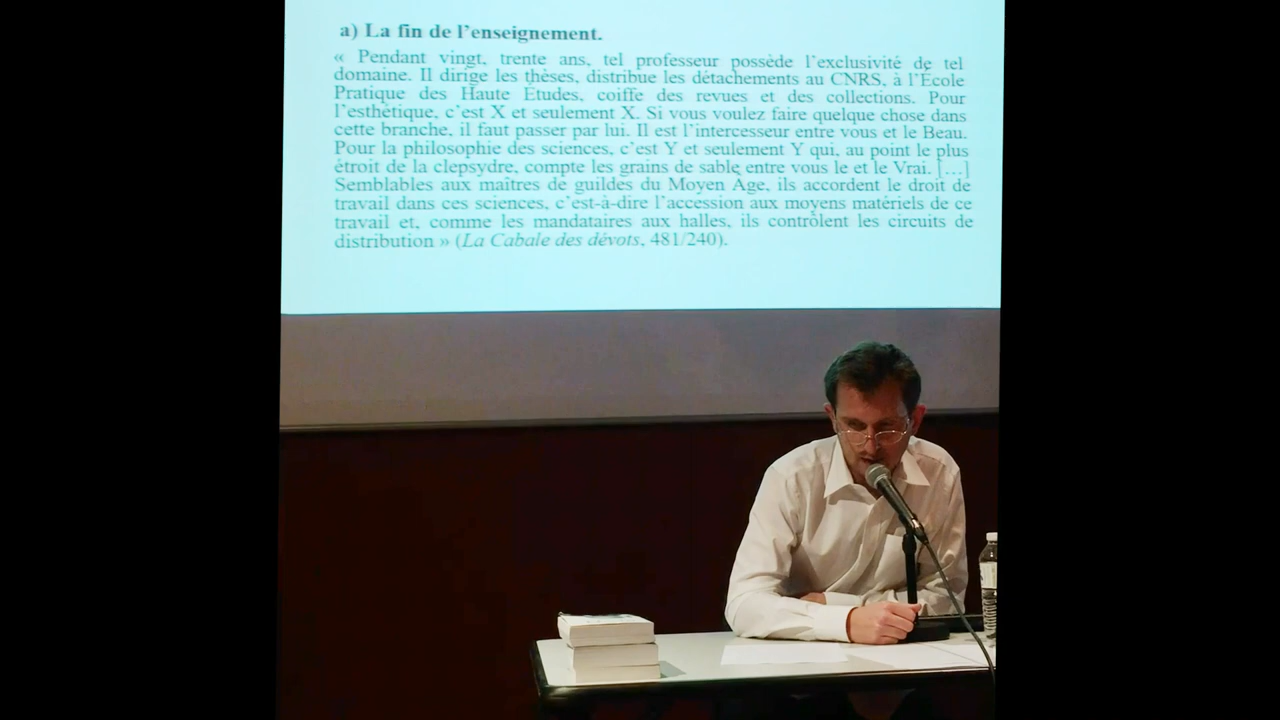 a) La fin de l'enseignement.
« Pendant vingt, trente ans, tel professeur possède l'exclusivité de tel
domaine. Il dirige les thèses, distribue les détachements au CNRS, à l'École
Pratique des Haute Études, coiffe des revues et des collections. Pour
l'esthétique, c'est X et seulement X. Si vous voulez faire quelque chose dans
cette branche, il faut passer par lui. Il est l'intercesseur entre vous et le Beau.
Pour la philosophie des sciences, c'est Y et seulement Y qui, au point le plus
étroit de la clepsydre, compte les grains de sable entre vous le et le Vrai. […]
Semblables aux maîtres de guildes du Moyen Âge, ils accordent le droit de
travail dans ces sciences, c'est-à-dire l'accession aux moyens matériels de ce
travail et, comme les mandataires aux halles, ils contrôlent les circuits de
distribution » (La Cabale des dévots, 481/240).